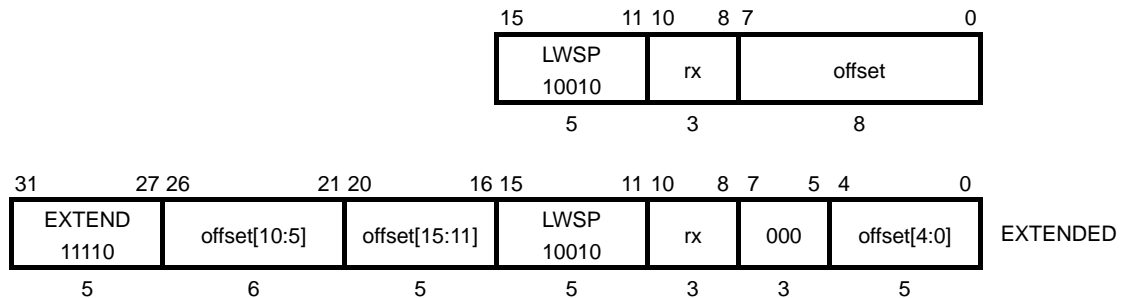 15 11 10 8 7 0
LWSP
10010
rx
offset
5 3 8
31 27 26 21 20 16 15 11 10 8 7 5 4 0
EXTEND
11110
offset[10:5]
offset[15:11]
LWSP
10010
rx
000
offset[4:0]
EXTENDED
5 6 5 5 3 3 5